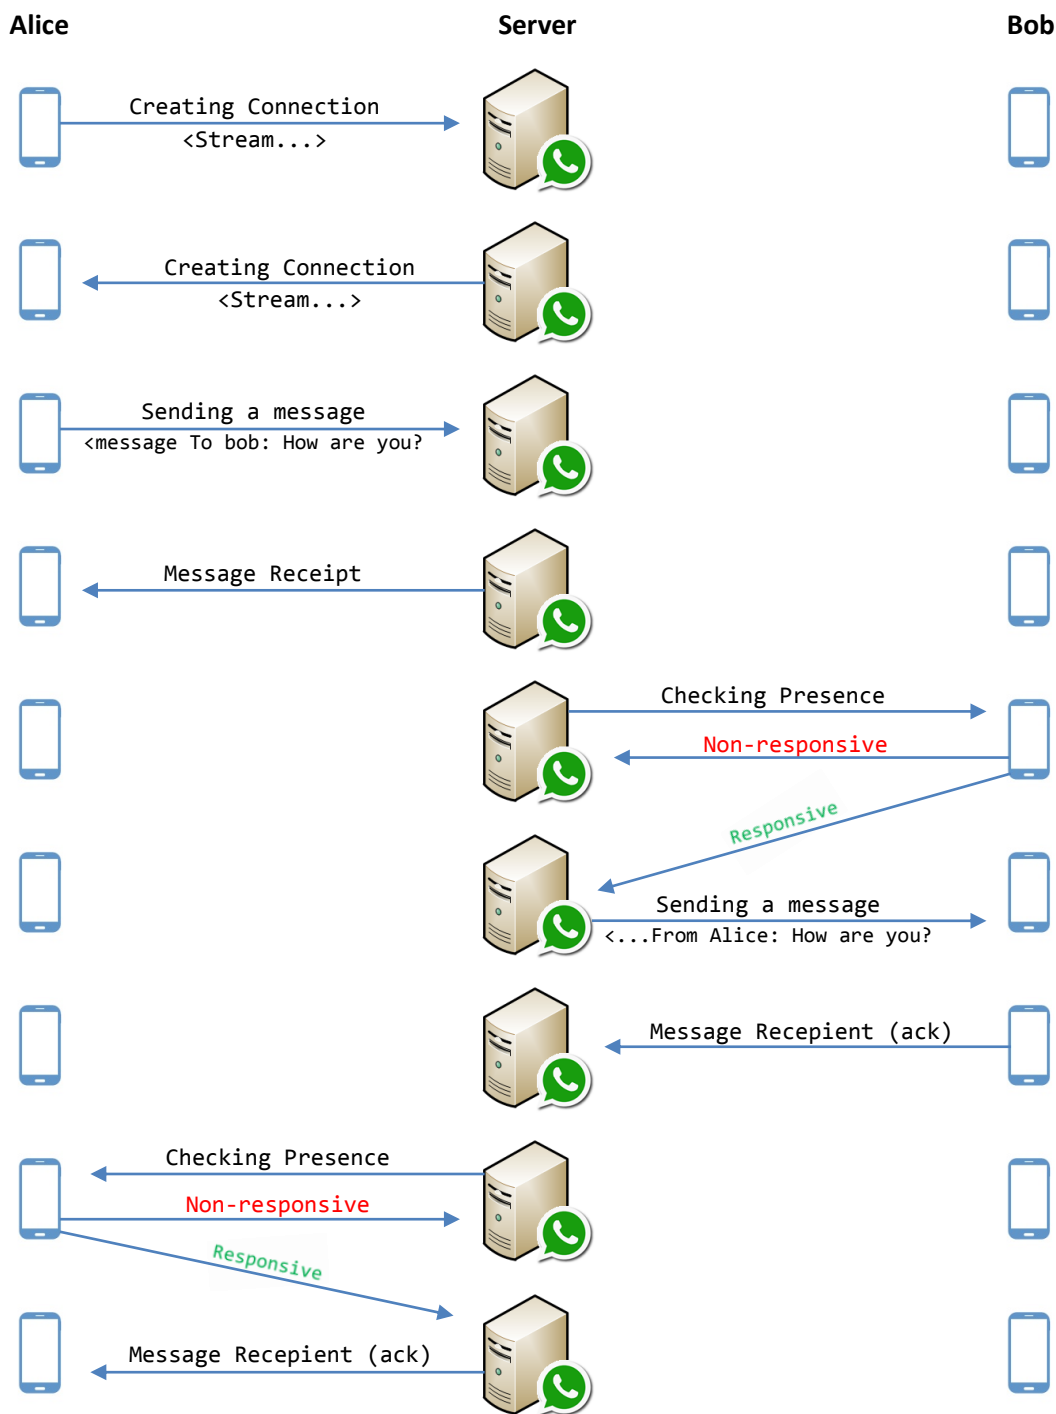 Alice
Server
Bob
Creating Connection
<Stream...>
Creating Connection
<Stream...>
Sending a message
<message To bob: How are you?
Message Receipt
Checking Presence
Non-responsive
Responsive
Sending a message
<...From Alice: How are you?
Message Recepient (ack)
Checking Presence
Non-responsive
Responsive
Message Recepient (ack)